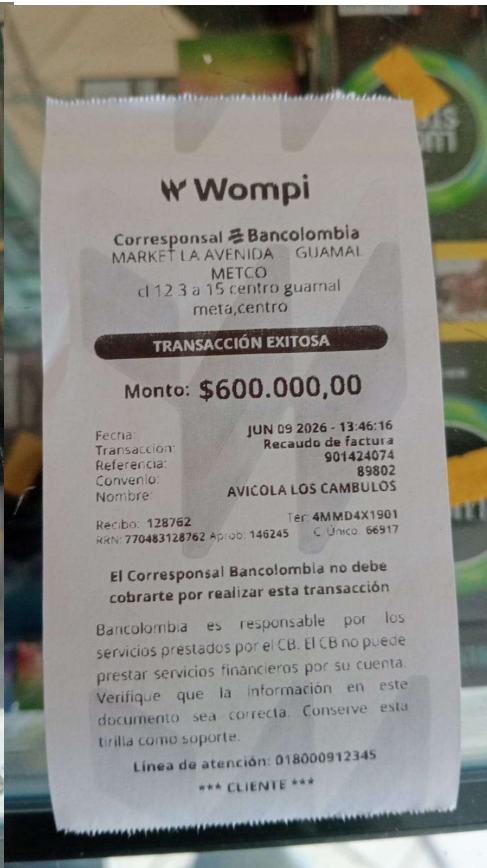 Wompi
Corresponsal Bancolombia
MARKET LA AVENIDA GUAMAL
METCO
cl 12 3 a 15 centro guamal
meta,centro
TRANSACCIÓN EXITOSA
Monto: $600.000,00
Fecha: JUN 09 2026 - 13:46:16
Transacción: Recaudo de factura
Referencia: 901424074
Convenio: 89802
Nombre: AVICOLA LOS CAMBULOS
Recibo: 128762 Ter: 4MMD4X1901
RRN: 770483128762 Aprob: 146245 C. Único: 66917
El Corresponsal Bancolombia no debe
cobrarte por realizar esta transacción
Bancolombia es responsable por los
servicios prestados por el CB. El CB no puede
prestar servicios financieros por su cuenta.
Verifique que la información en este
documento sea correcta. Conserve esta
tirilla como soporte.
Línea de atención: 018000912345
*** CLIENTE ***